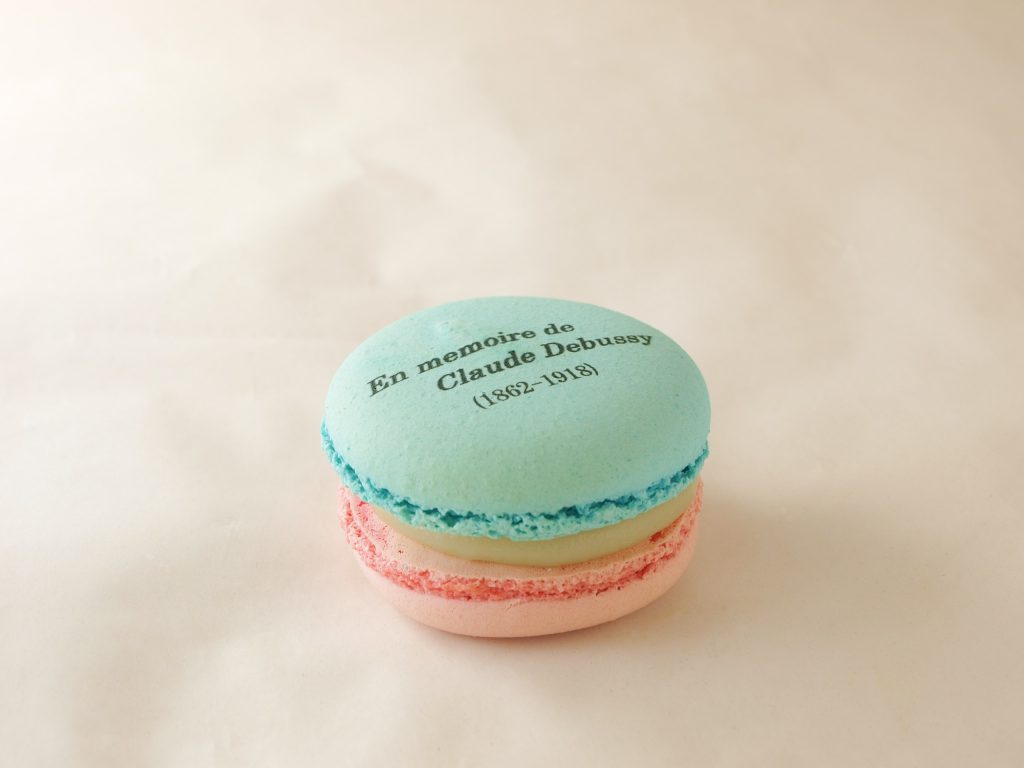 En memoire de
Claude Debussy
(1862–1918)